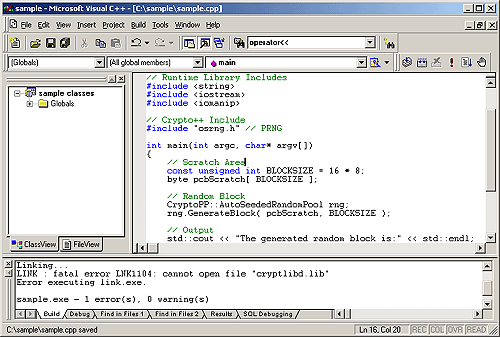 sample - Microsoft Visual C++ - [C:\sample\sample.cpp]
File Edit View Insert Project Build Tools Window Help
operator<<
(Globals) (All global members) main
sample classes
Globals
// Runtime Library Includes
#include <string>
#include <iostream>
#include <iomanip>
// Crypto++ Include
#include "osrng.h" // PRNG
int main(int argc, char* argv[])
{
// Scratch Area
const unsigned int BLOCKSIZE = 16 * 8;
byte pcbScratch[ BLOCKSIZE ];
// Random Block
CryptoPP::AutoSeededRandomPool rng;
rng.GenerateBlock( pcbScratch, BLOCKSIZE );
// Output
std::cout << "The generated random block is:" << std::endl;
ClassView FileView
Linking...
LINK : fatal error LNK1104: cannot open file "cryptlibd.lib"
Error executing link.exe.
sample.exe - 1 error(s), 0 warning(s)
Build Debug Find in Files 1 Find in Files 2 Results SQL Debugging
C:\sample\sample.cpp saved Ln 16, Col 20 REC COL OVR READ